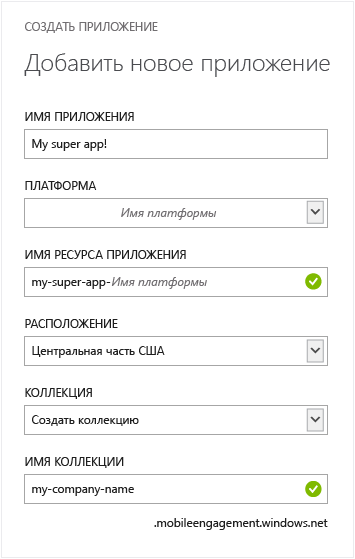 СОЗДАТЬ ПРИЛОЖЕНИЕ
Добавить новое приложение
ИМЯ ПРИЛОЖЕНИЯ
My super app!
ПЛАТФОРМА
Имя платформы
ИМЯ РЕСУРСА ПРИЛОЖЕНИЯ
my-super-app-Имя платформы
РАСПОЛОЖЕНИЕ
Центральная часть США
КОЛЛЕКЦИЯ
Создать коллекцию
ИМЯ КОЛЛЕКЦИИ
my-company-name
.mobileengagement.windows.net